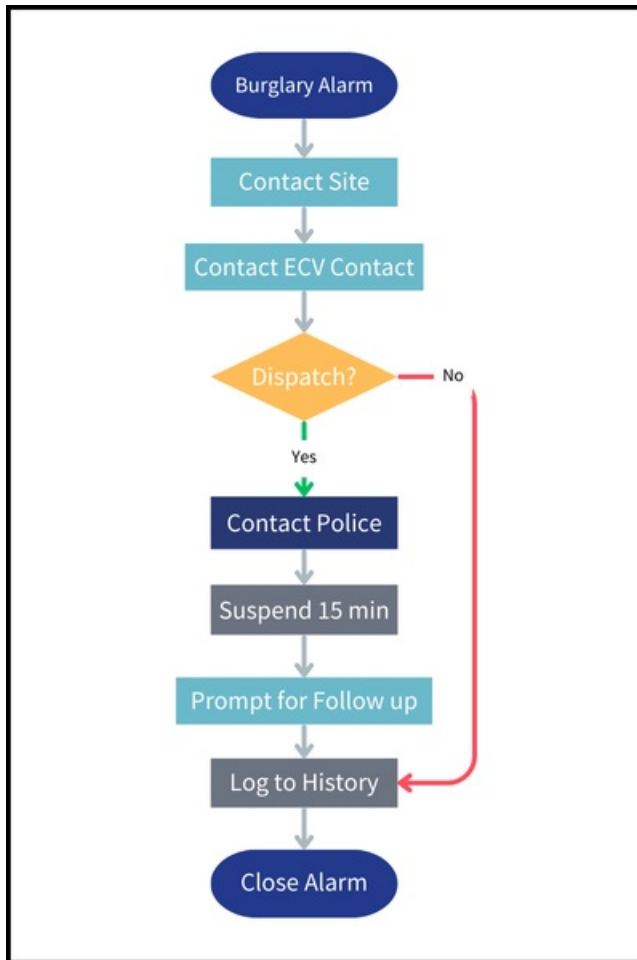 Burglary Alarm
Contact Site
Contact ECV Contact
Dispatch?
No
Yes
Contact Police
Suspend 15 min
Prompt for Follow up
Log to History
Close Alarm